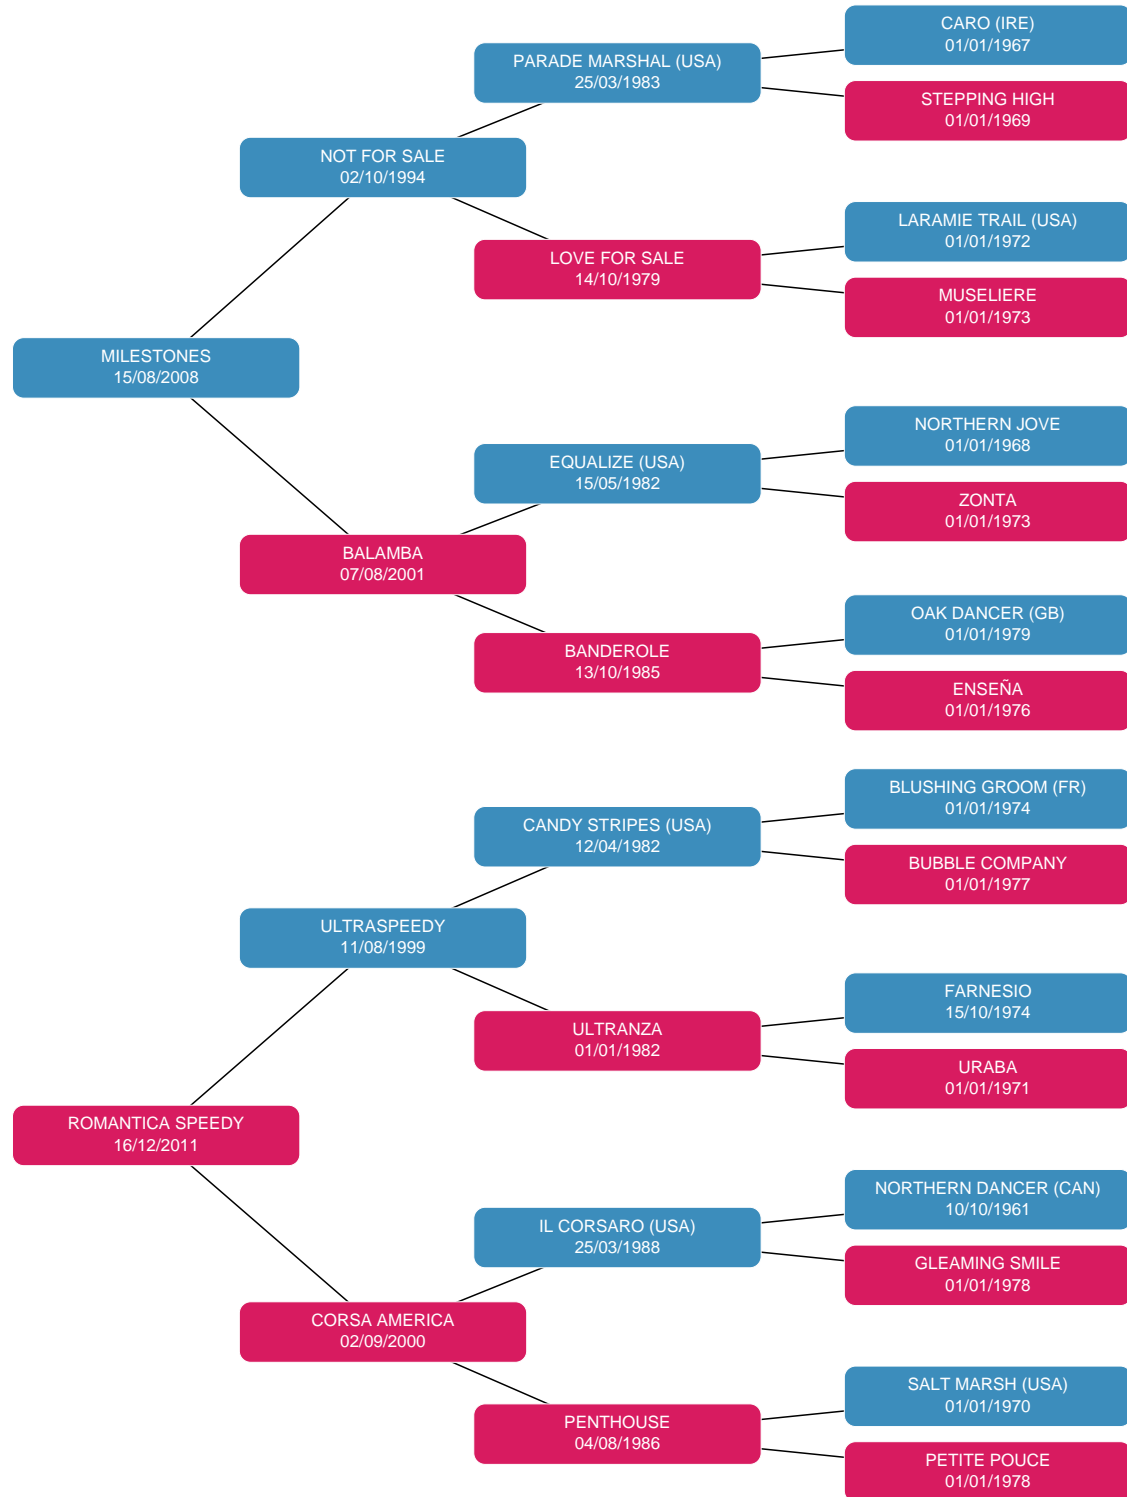 CARO (IRE)
01/01/1967
PARADE MARSHAL (USA)
25/03/1983
STEPPING HIGH
01/01/1969
NOT FOR SALE
02/10/1994
LARAMIE TRAIL (USA)
01/01/1972
LOVE FOR SALE
14/10/1979
MUSELIERE
01/01/1973
MILESTONES
15/08/2008
NORTHERN JOVE
01/01/1968
EQUALIZE (USA)
15/05/1982
ZONTA
01/01/1973
BALAMBA
07/08/2001
OAK DANCER (GB)
01/01/1979
BANDEROLE
13/10/1985
ENSEÑA
01/01/1976
BLUSHING GROOM (FR)
01/01/1974
CANDY STRIPES (USA)
12/04/1982
BUBBLE COMPANY
01/01/1977
ULTRASPEEDY
11/08/1999
FARNESIO
15/10/1974
ULTRANZA
01/01/1982
URABA
01/01/1971
ROMANTICA SPEEDY
16/12/2011
NORTHERN DANCER (CAN)
10/10/1961
IL CORSARO (USA)
25/03/1988
GLEAMING SMILE
01/01/1978
CORSA AMERICA
02/09/2000
SALT MARSH (USA)
01/01/1970
PENTHOUSE
04/08/1986
PETITE POUCE
01/01/1978